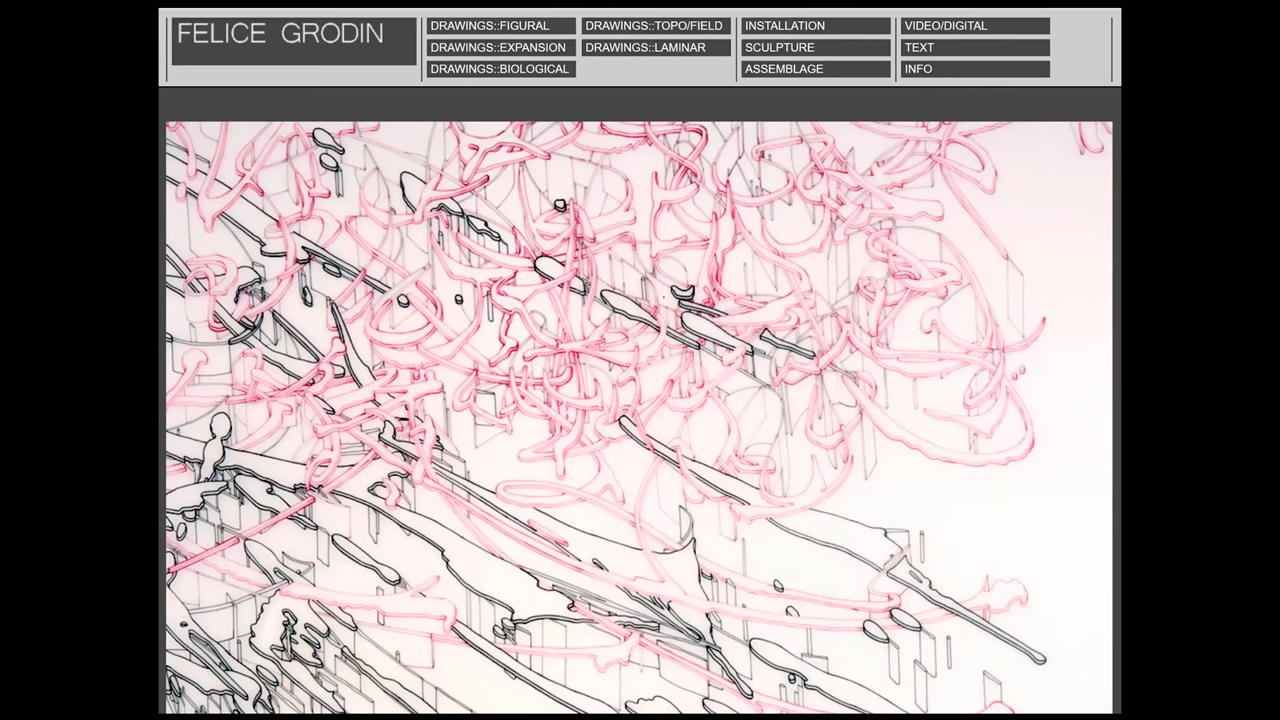 FELICE GRODIN
DRAWINGS::FIGURAL
DRAWINGS::EXPANSION
DRAWINGS::BIOLOGICAL
DRAWINGS::TOPO/FIELD
DRAWINGS::LAMINAR
INSTALLATION
SCULPTURE
ASSEMBLAGE
VIDEO/DIGITAL
TEXT
INFO